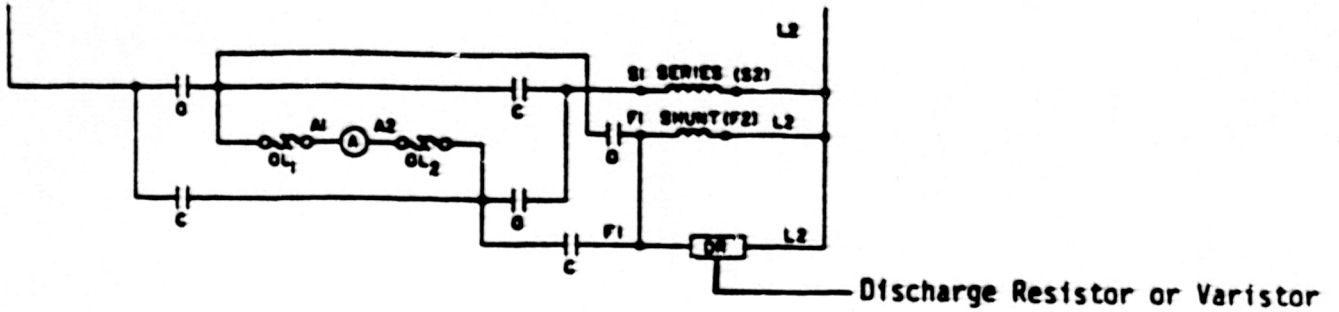 L2
S1 SERIES (S2)
O
C
A1 A2
F1 SHUNT(F2) L2
A
OL1
OL2
O
C
O
F1
L2
C
DR
Discharge Resistor or Varistor